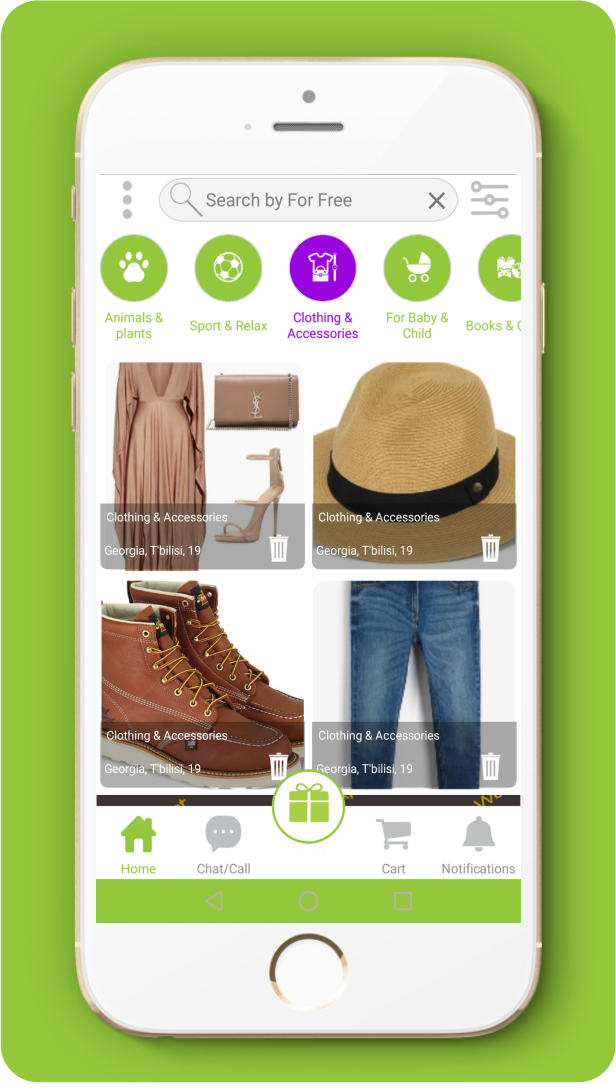 Search by For Free
Animals &
plants
Sport & Relax
Clothing &
Accessories
For Baby &
Child
Books & C
YSL
Clothing & Accessories
Georgia, T'bilisi, 19
Clothing & Accessories
Georgia, T'bilisi, 19
Clothing & Accessories
Georgia, T'bilisi, 19
Clothing & Accessories
Georgia, T'bilisi, 19
Home
Chat/Call
Cart
Notifications